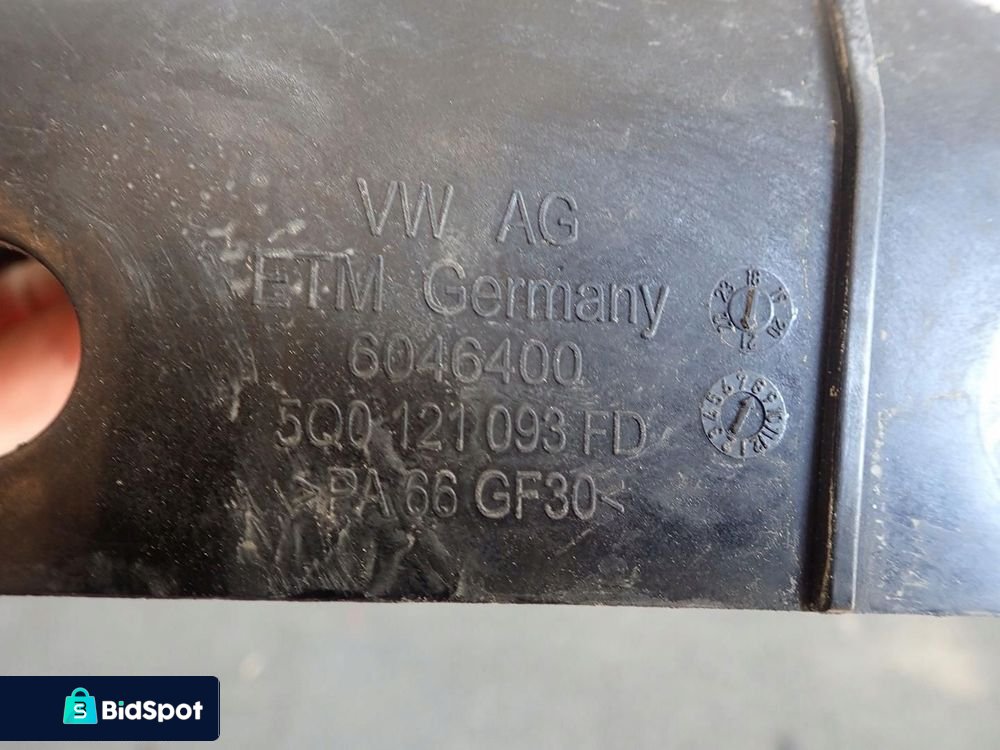 VW AG
ETM Germany
6046400
5Q0 121 093 FD
>PA 66 GF30<
BidSpot